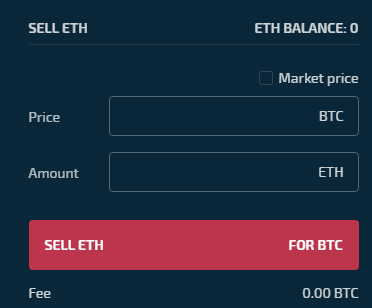 SELL ETH ETH BALANCE: 0
Market price
Price BTC
Amount ETH
SELL ETH FOR BTC
Fee 0.00 BTC